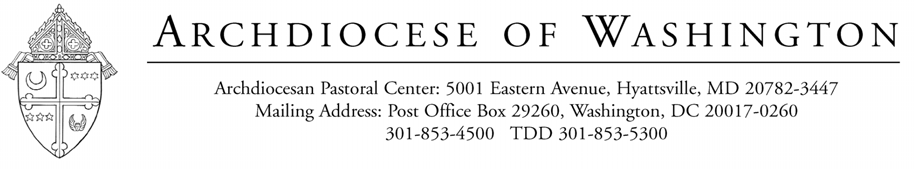 ARCHDIOCESE OF WASHINGTON
Archdiocesan Pastoral Center: 5001 Eastern Avenue, Hyattsville, MD 20782-3447
Mailing Address: Post Office Box 29260, Washington, DC 20017-0260
301-853-4500 TDD 301-853-5300